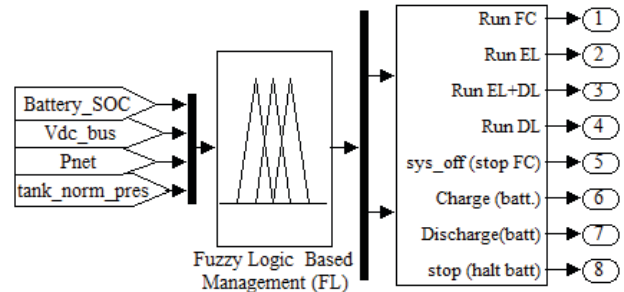 Battery_SOC
Vdc_bus
Pnet
tank_norm_pres
Fuzzy Logic Based
Management (FL)
Run FC 1
Run EL 2
Run EL+DL 3
Run DL 4
sys_off (stop FC) 5
Charge (batt.) 6
Discharge(batt) 7
stop (halt batt) 8